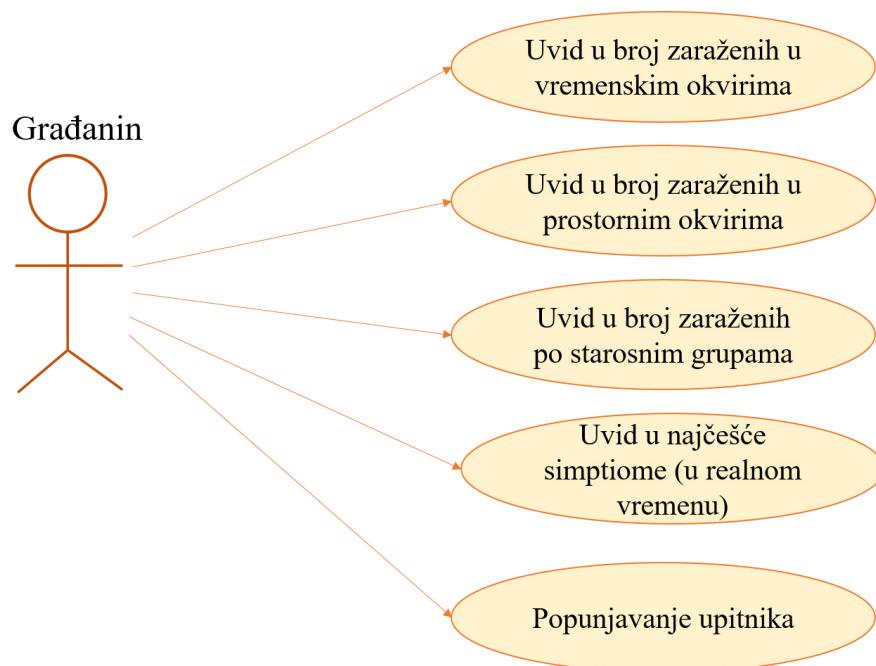 Građanin
Uvid u broj zaraženih u
vremenskim okvirima
Uvid u broj zaraženih u
prostornim okvirima
Uvid u broj zaraženih
po starosnim grupama
Uvid u najčešće
simptiome (u realnom
vremenu)
Popunjavanje upitnika